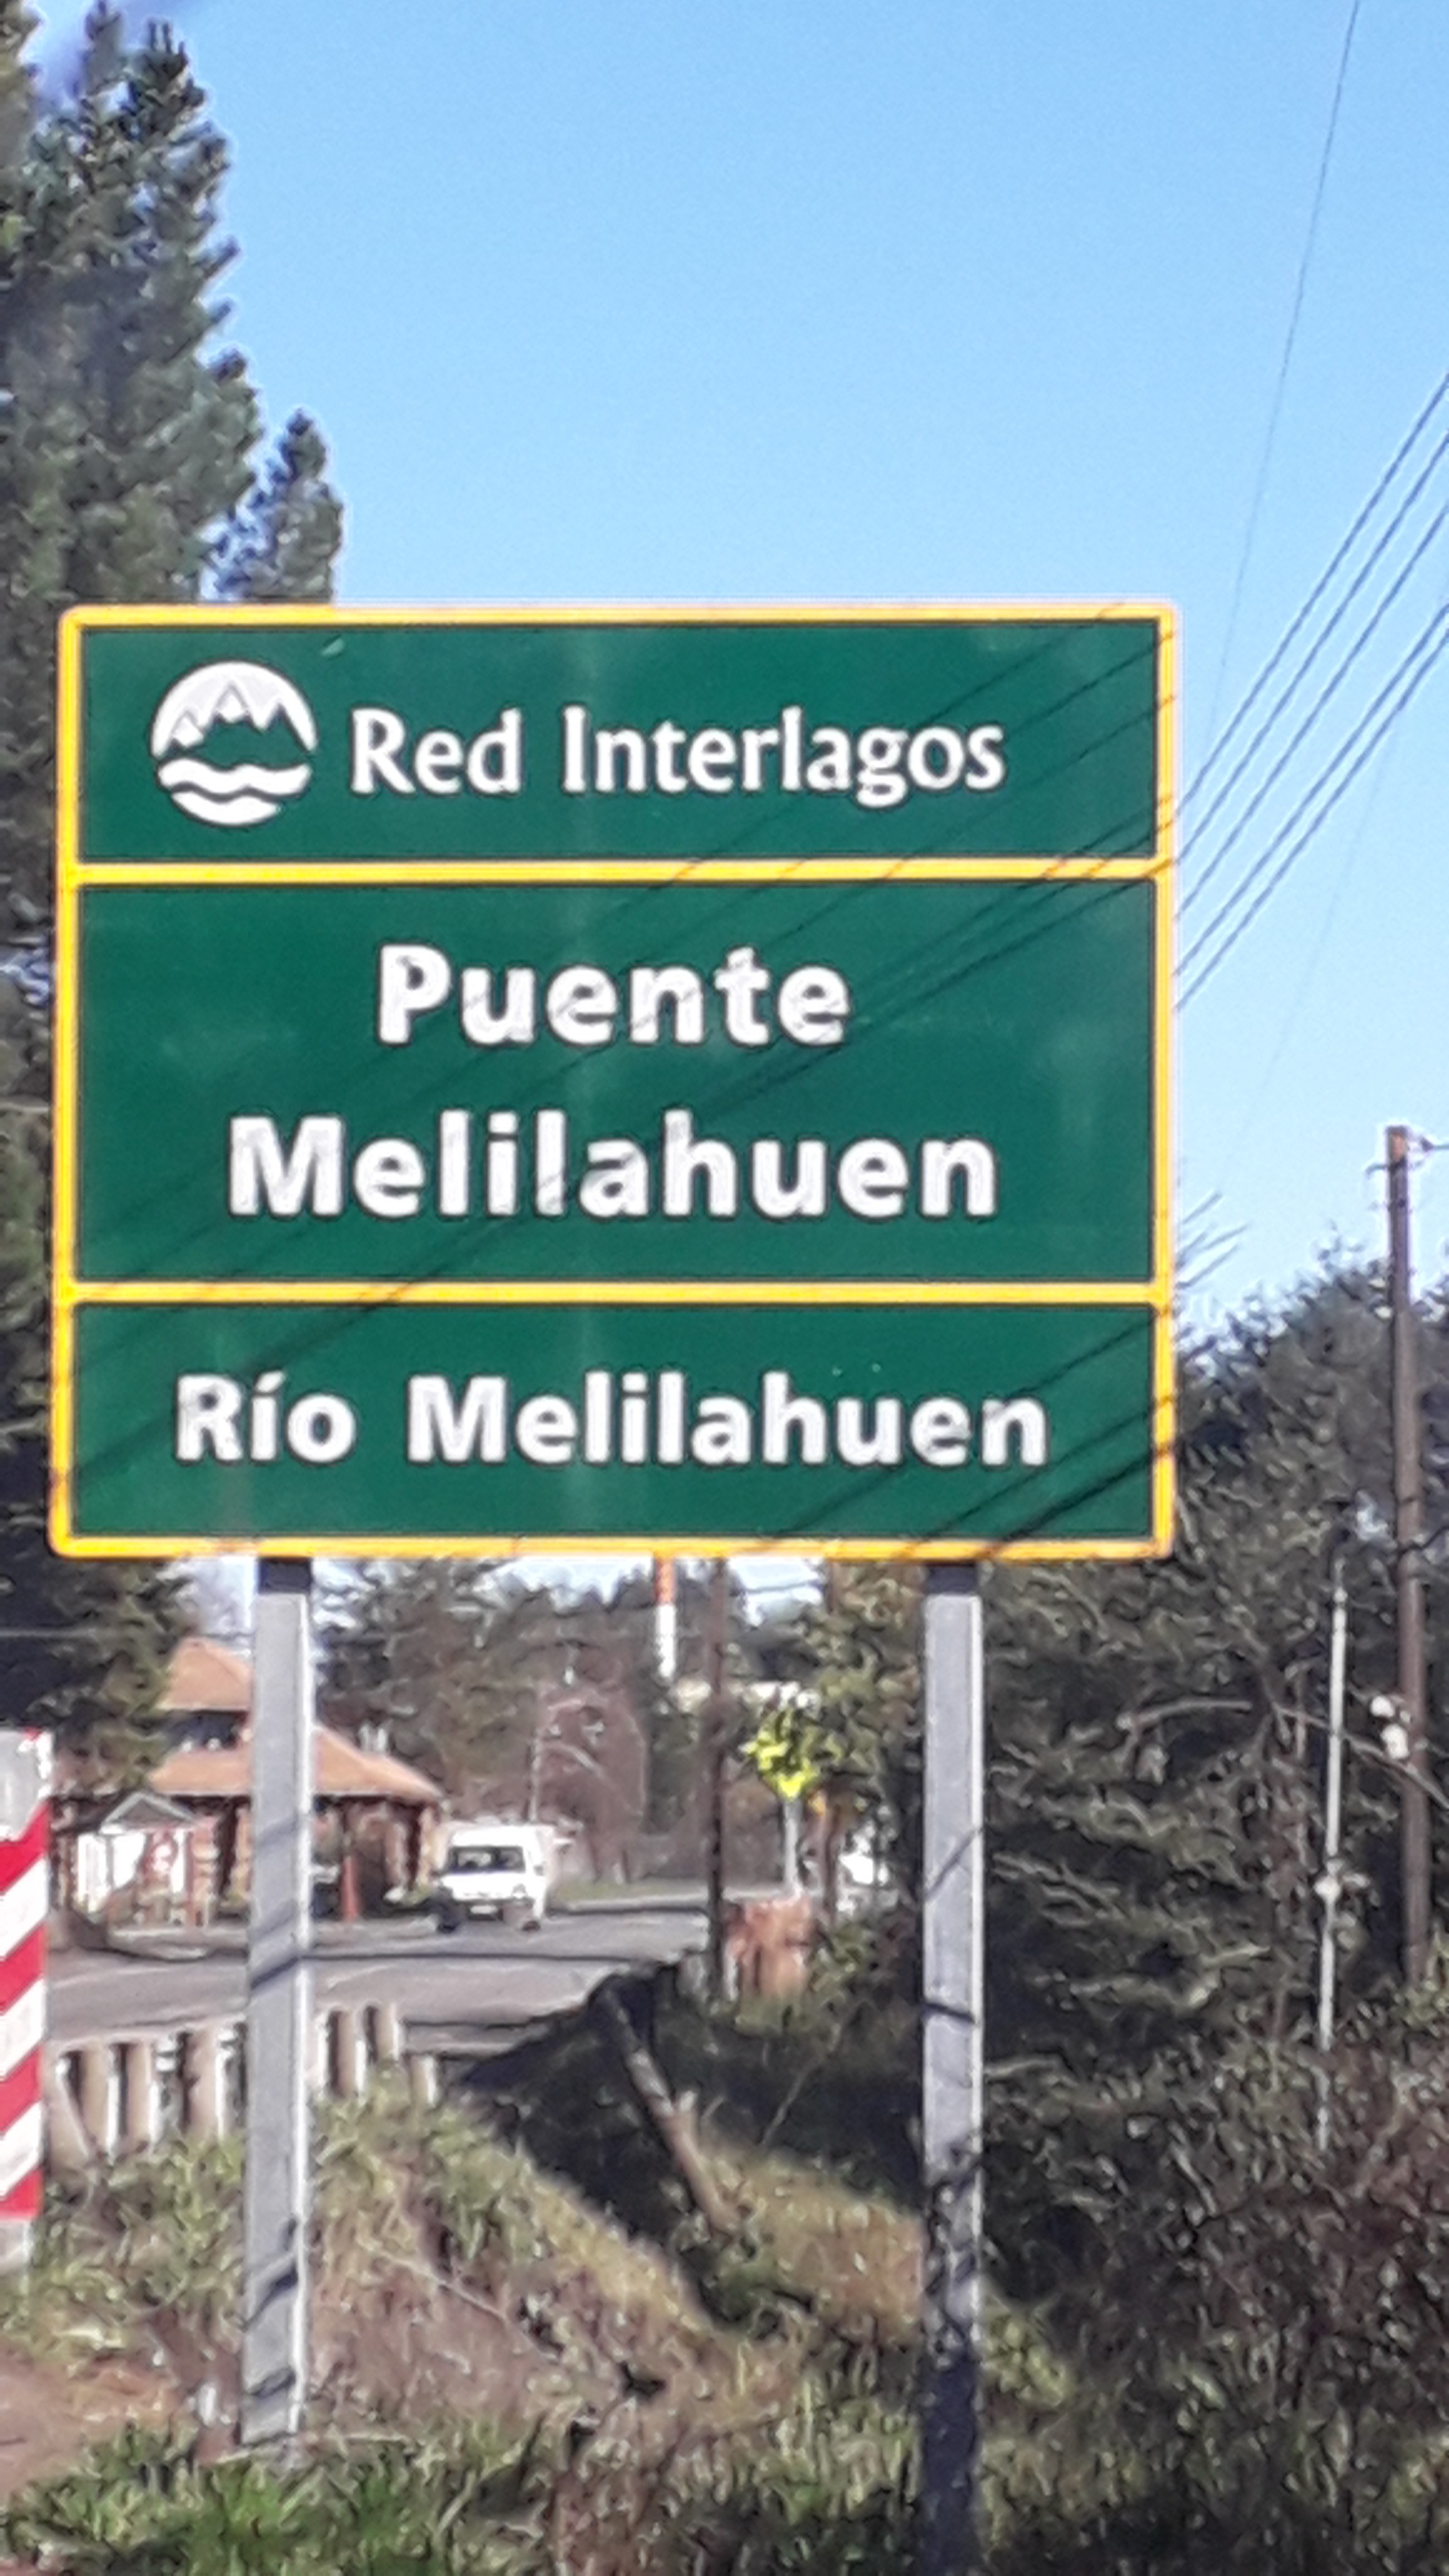 Red Interlagos
Puente
Melilahuen
Río Melilahuen